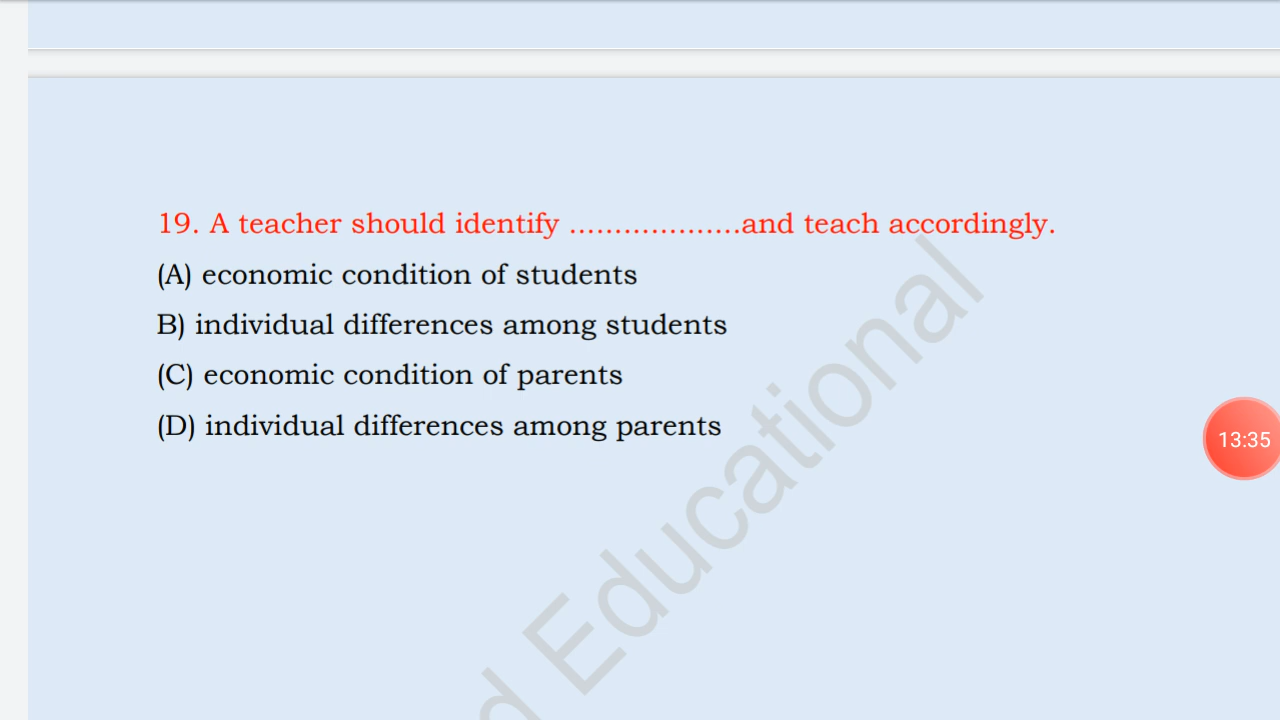 19. A teacher should identify ...................and teach accordingly.
(A) economic condition of students
B) individual differences among students
(C) economic condition of parents
(D) individual differences among parents
13:35
Educational